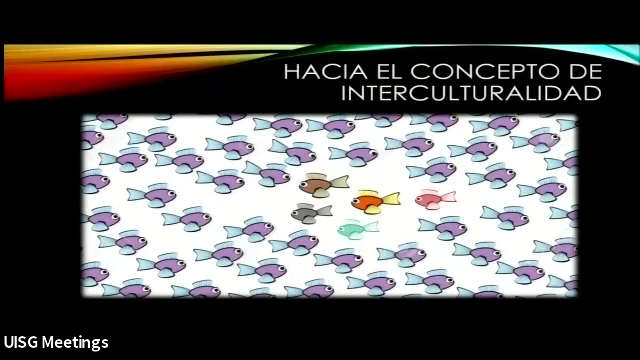 HACIA EL CONCEPTO DE
INTERCULTURALIDAD
UISG Meetings